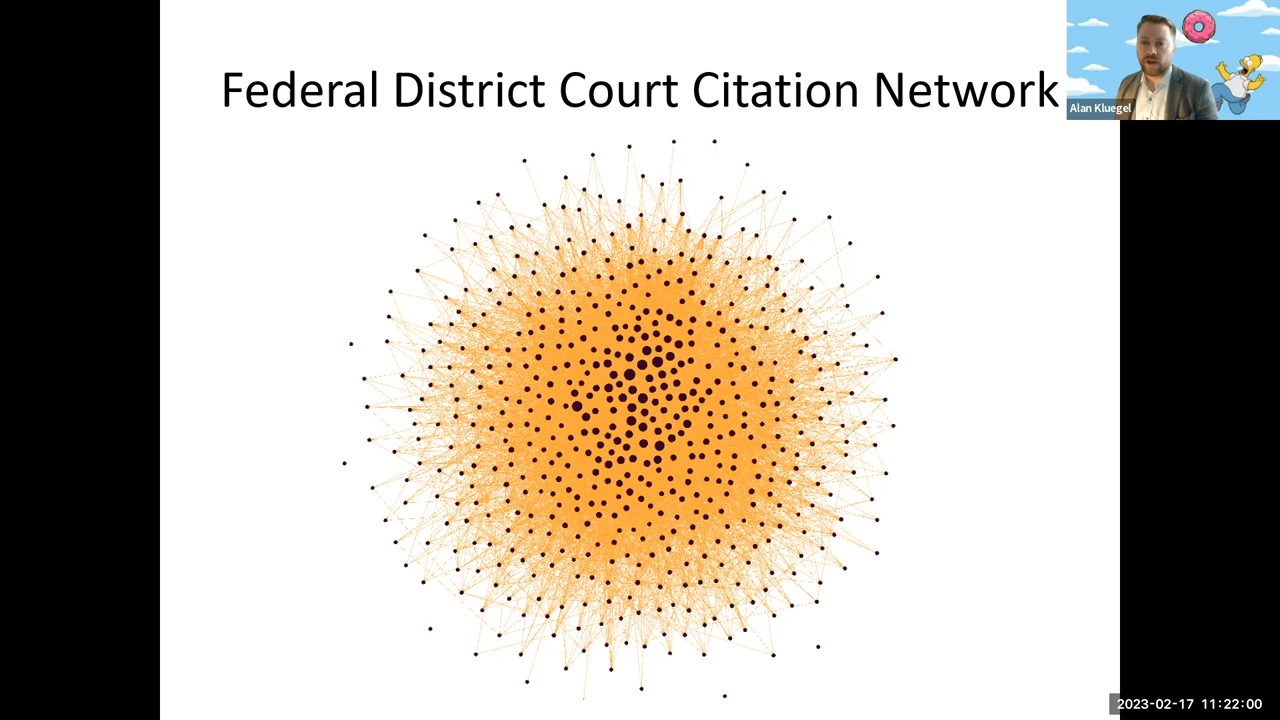 Federal District Court Citation Network
Alan Kluegel
2023-02-17 11:22:00